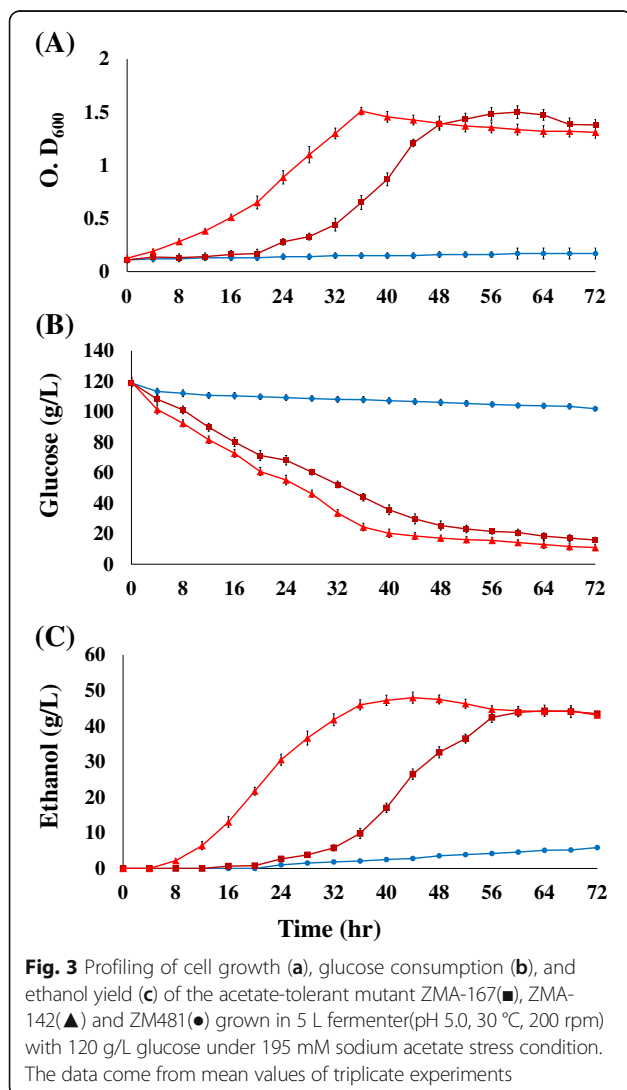 (A)
2
1.5
1
0.5
0
O. D600
0 8 16 24 32 40 48 56 64 72
(B)
140
120
100
80
60
40
20
0
Glucose (g/L)
0 8 16 24 32 40 48 56 64 72
(C)
60
50
40
30
20
10
0
Ethanol (g/L)
0 8 16 24 32 40 48 56 64 72
Time (hr)
Fig. 3 Profiling of cell growth (a), glucose consumption (b), and
ethanol yield (c) of the acetate-tolerant mutant ZMA-167(■), ZMA-
142(▲) and ZM481(●) grown in 5 L fermenter(pH 5.0, 30 °C, 200 rpm)
with 120 g/L glucose under 195 mM sodium acetate stress condition.
The data come from mean values of triplicate experiments